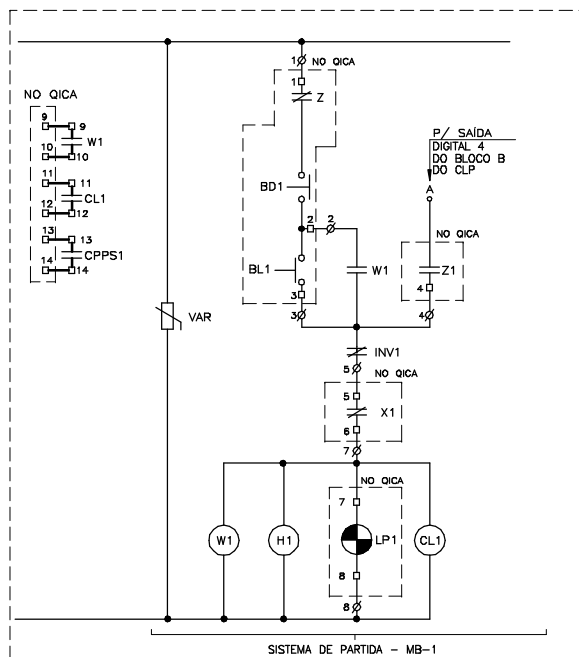 1 NO QICA
1
Z
NO QICA
9 9
W1
10 10
11 11
CL1
12 12
13 13
CPPS1
14 14
P/ SAÍDA
DIGITAL 4
DO BLOCO B
DO CLP
A
BD1
2 2
NO QICA
BL1
W1
Z1
3
4
3
4
VAR
INV1
5
NO QICA
5
X1
6
7
NO QICA
7
W1
H1
LP1
CL1
8
8
SISTEMA DE PARTIDA - MB-1